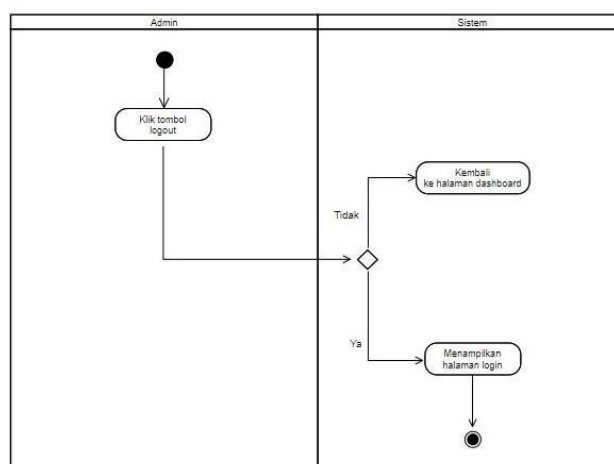 Admin
Sistem
Klik tombol
logout
Kembali
ke halaman dashboard
Tidak
Ya
Menampilkan
halaman login